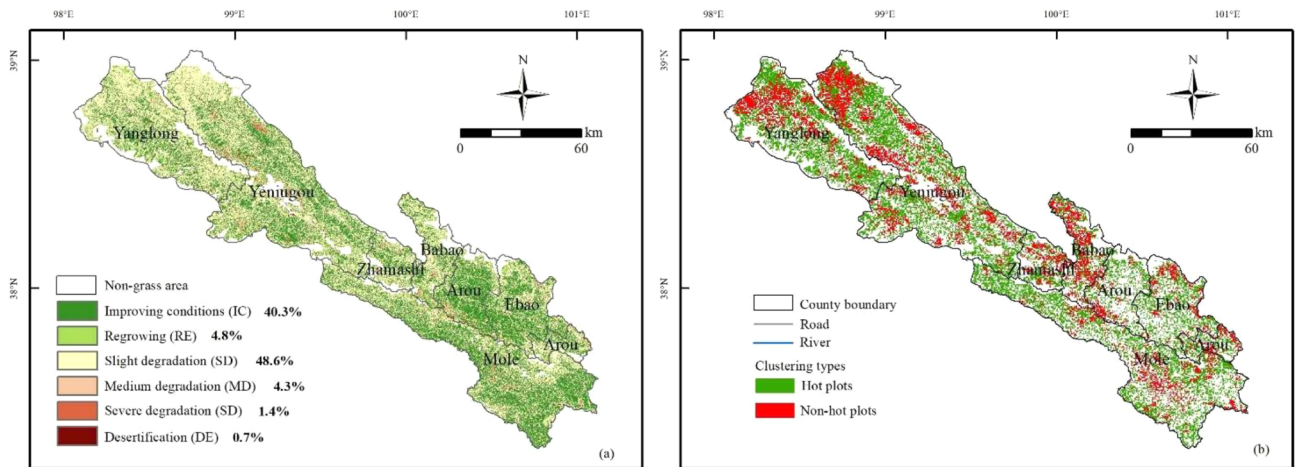 98°E 99°E 100°E 101°E
39°N
38°N
N
km
0 60
Yanglong
Yeniugou
Babao
Zhamashi
Arou
Ebao
Arou
Mole
Non-grass area
Improving conditions (IC) 40.3%
Regrowing (RE) 4.8%
Slight degradation (SD) 48.6%
Medium degradation (MD) 4.3%
Severe degradation (SD) 1.4%
Desertification (DE) 0.7%
(a)
98°E 99°E 100°E 101°E
39°N
38°N
N
km
0 60
Yanglong
Yeniugou
Babao
Zhamashi
Arou
Ebao
Arou
Mole
County boundary
Road
River
Clustering types
Hot plots
Non-hot plots
(b)